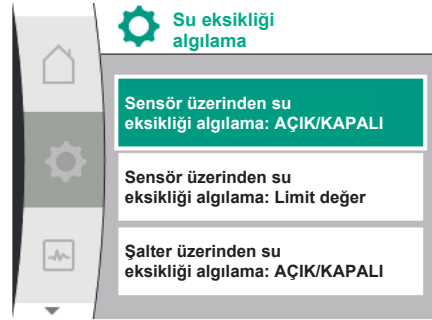 Su eksikliği
algılama
Sensör üzerinden su
eksikliği algılama: AÇIK/KAPALI
Sensör üzerinden su
eksikliği algılama: Limit değer
Şalter üzerinden su
eksikliği algılama: AÇIK/KAPALI